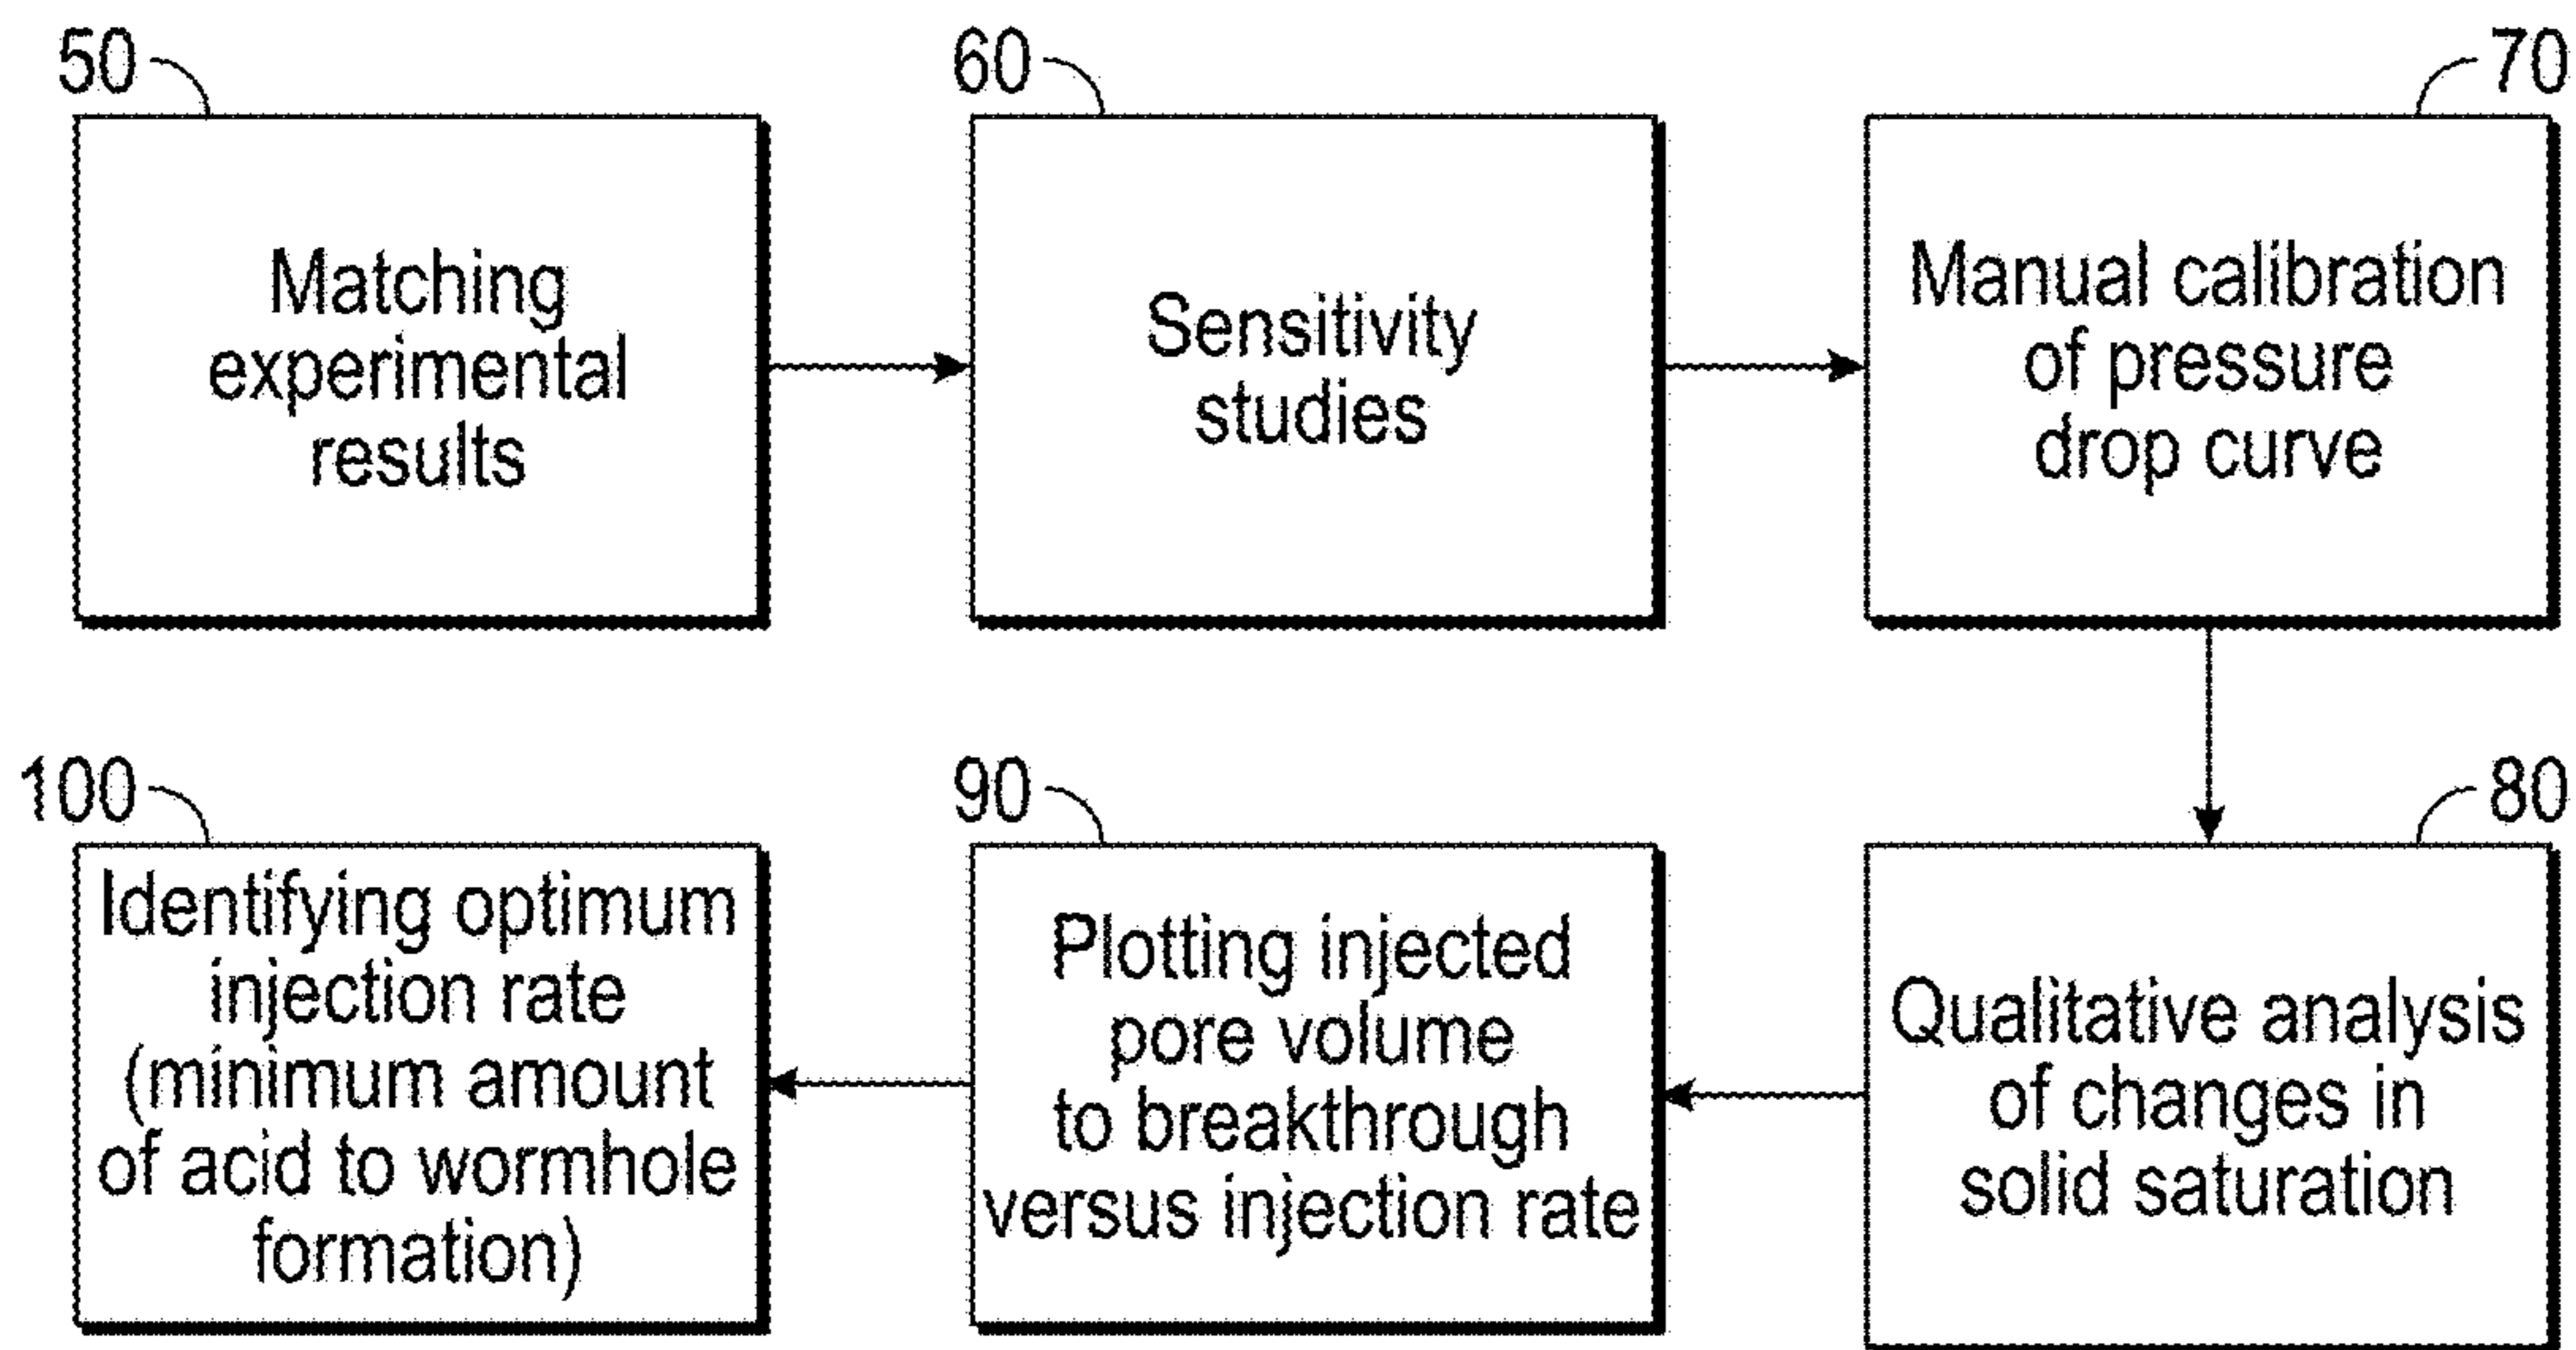 50
Matching
experimental
results
60
Sensitivity
studies
70
Manual calibration
of pressure
drop curve
80
Qualitative analysis
of changes in
solid saturation
90
Plotting injected
pore volume
to breakthrough
versus injection rate
100
Identifying optimum
injection rate
(minimum amount
of acid to wormhole
formation)